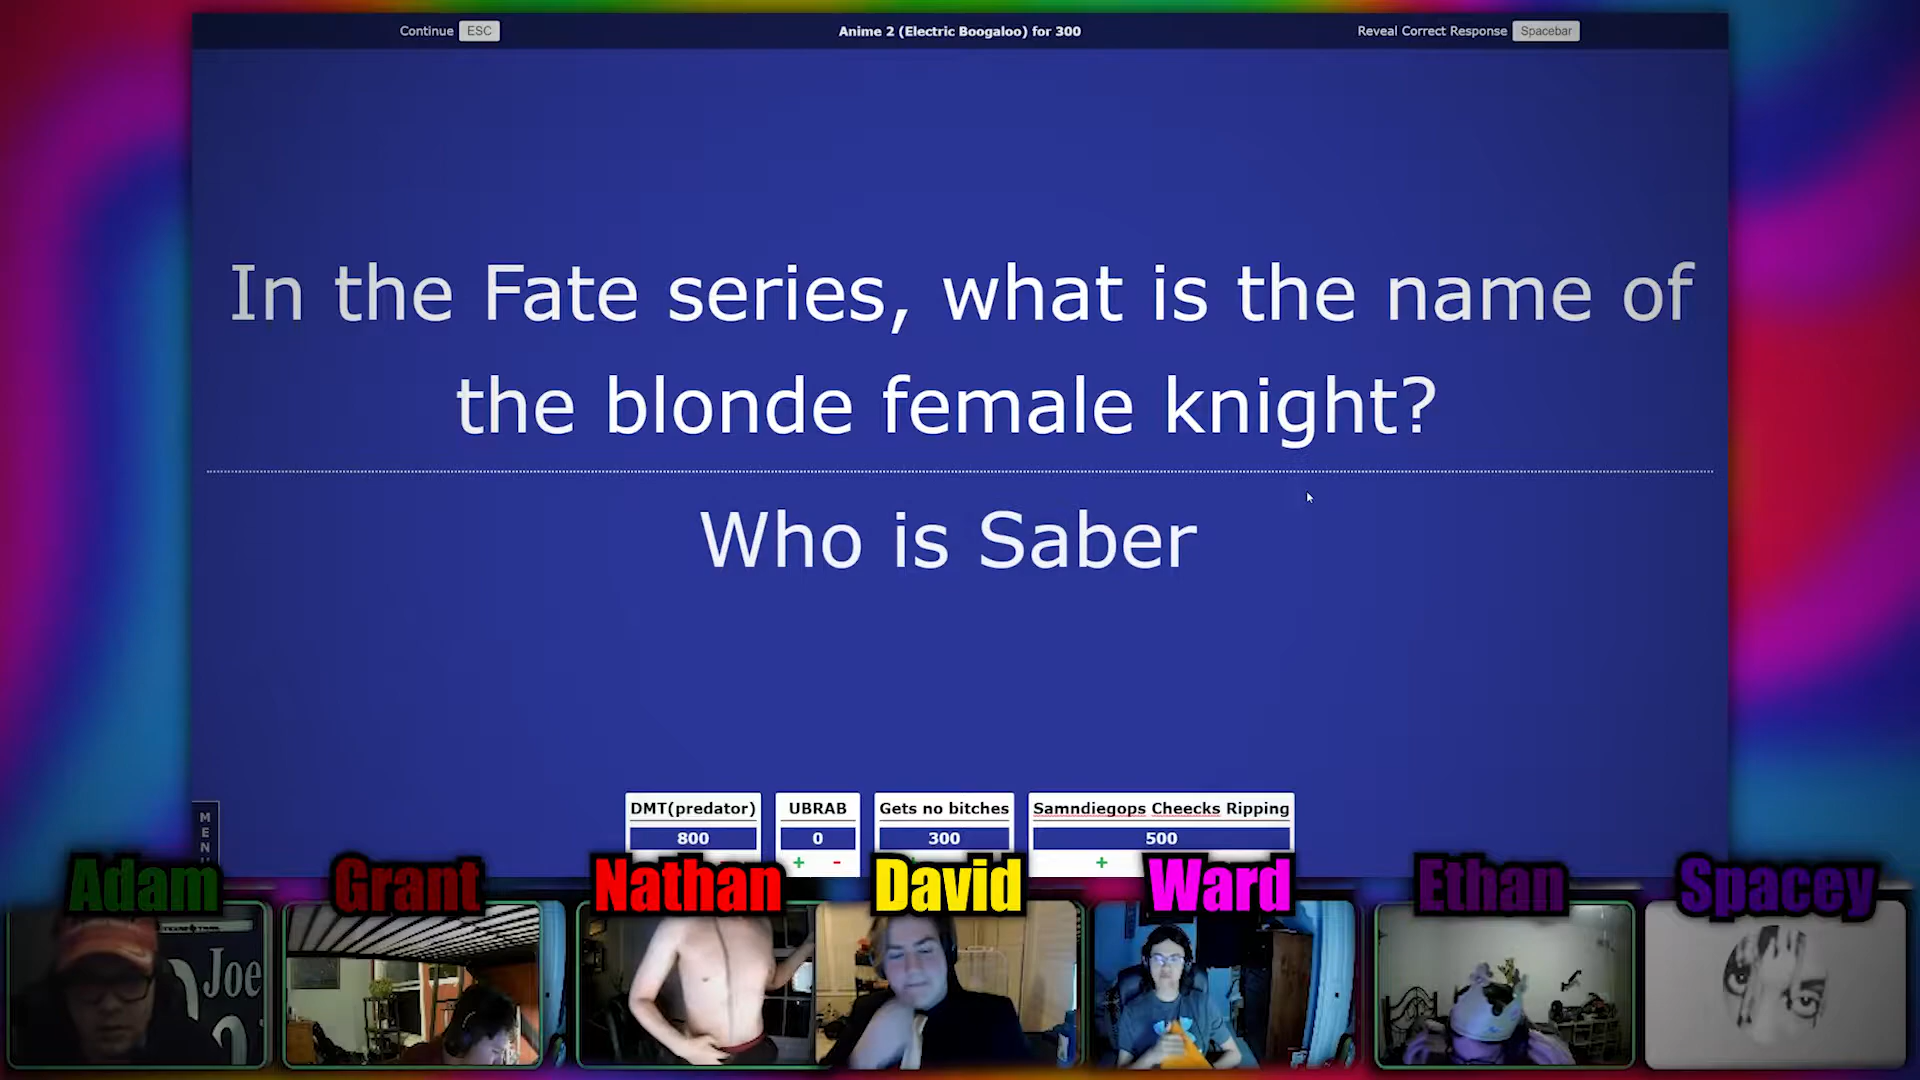 Continue ESC
Anime 2 (Electric Boogaloo) for 300
Reveal Correct Response Spacebar
In the Fate series, what is the name of
the blonde female knight?
Who is Saber
DMT(predator)
800
UBRAB
0
+ -
Gets no bitches
300
Samndiegops Cheecks Ripping
500
+
MEN
Adam
Grant
Nathan
David
Ward
Ethan
Spacey
Joe